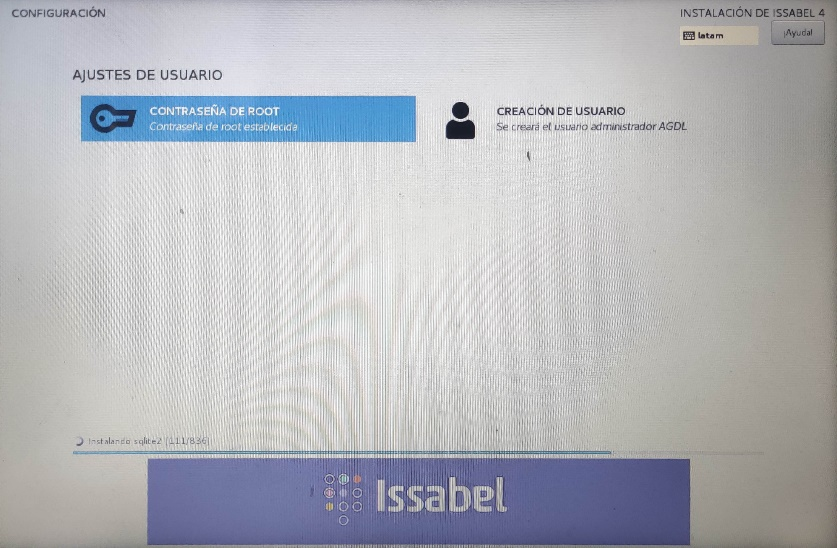 CONFIGURACIÓN
INSTALACIÓN DE ISSABEL 4
latam
¡Ayuda!
AJUSTES DE USUARIO
CONTRASEÑA DE ROOT
Contraseña de root establecida
CREACIÓN DE USUARIO
Se creará el usuario administrador AGDL
Instalando sqlite2 (111/836)
Issabel